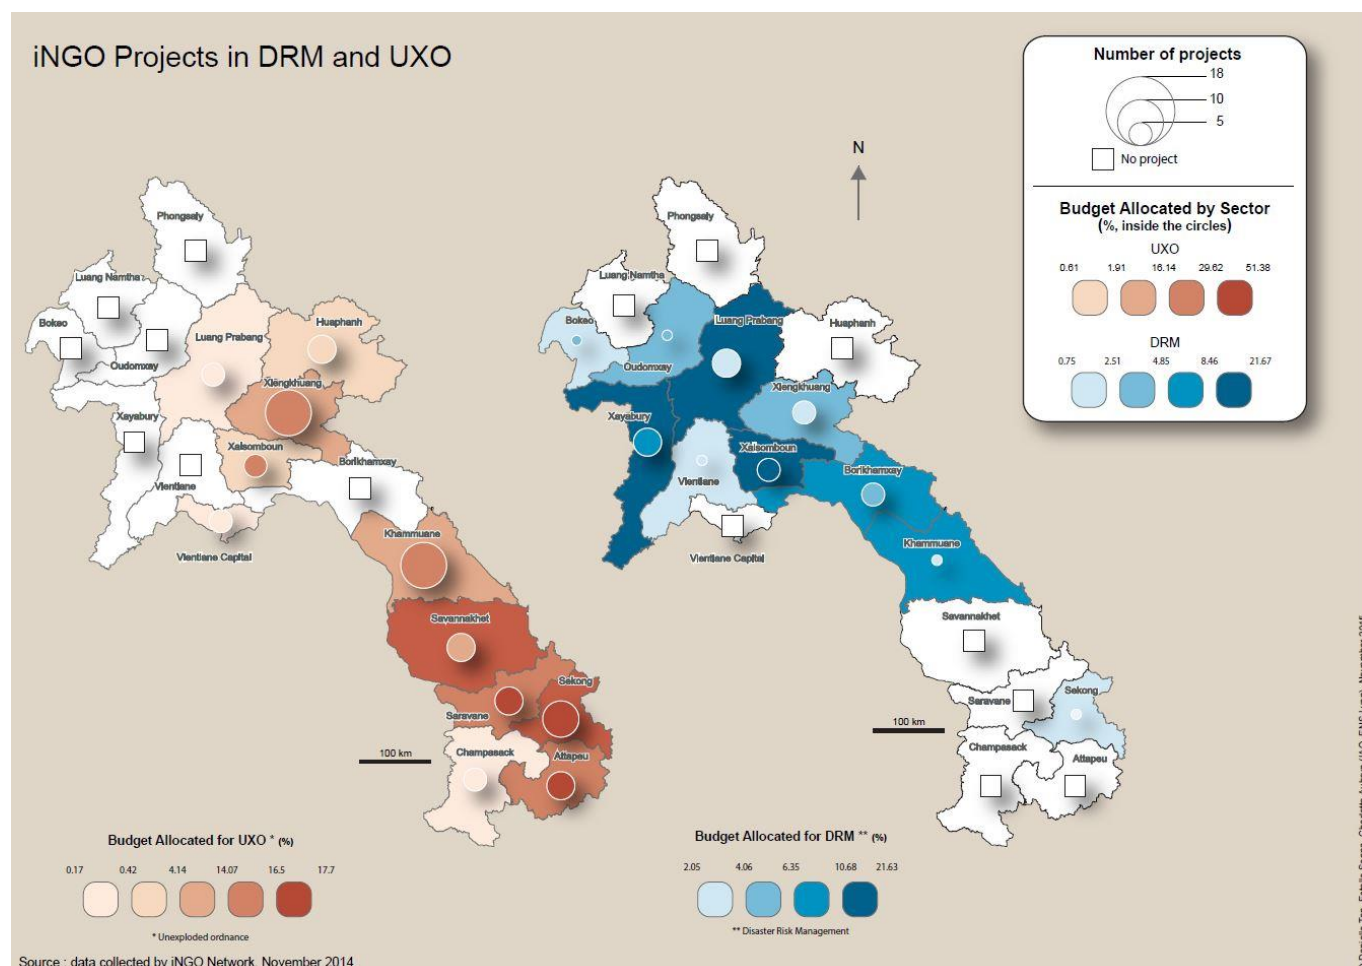 iNGO Projects in DRM and UXO
Number of projects
18
10
5
No project
Budget Allocated by Sector
(%, inside the circles)
UXO
0.61 1.91 16.14 29.62 51.38
DRM
0.75 2.51 4.85 8.46 21.67
N
Phongsaly
Luang Namtha
Bokeo
Oudomxay
Luang Prabang
Huaphanh
Xiengkhuang
Xayabury
Xaisomboun
Vientiane
Borikhamxay
Vientiane Capital
Khammuane
Savannakhet
Sekong
Saravane
Champasack
Attapeu
100 km
Phongsaly
Luang Namtha
Bokeo
Oudomxay
Luang Prabang
Huaphanh
Xiengkhuang
Xayabury
Xaisomboun
Vientiane
Borikhamxay
Vientiane Capital
Khammuane
Savannakhet
Sekong
Saravane
Champasack
Attapeu
100 km
Budget Allocated for UXO * (%)
0.17 0.42 4.14 14.07 16.5 17.7
* Unexploded ordnance
Budget Allocated for DRM ** (%)
2.05 4.06 6.35 10.68 21.63
** Disaster Risk Management
Source : data collected by iNGO Network, November 2014